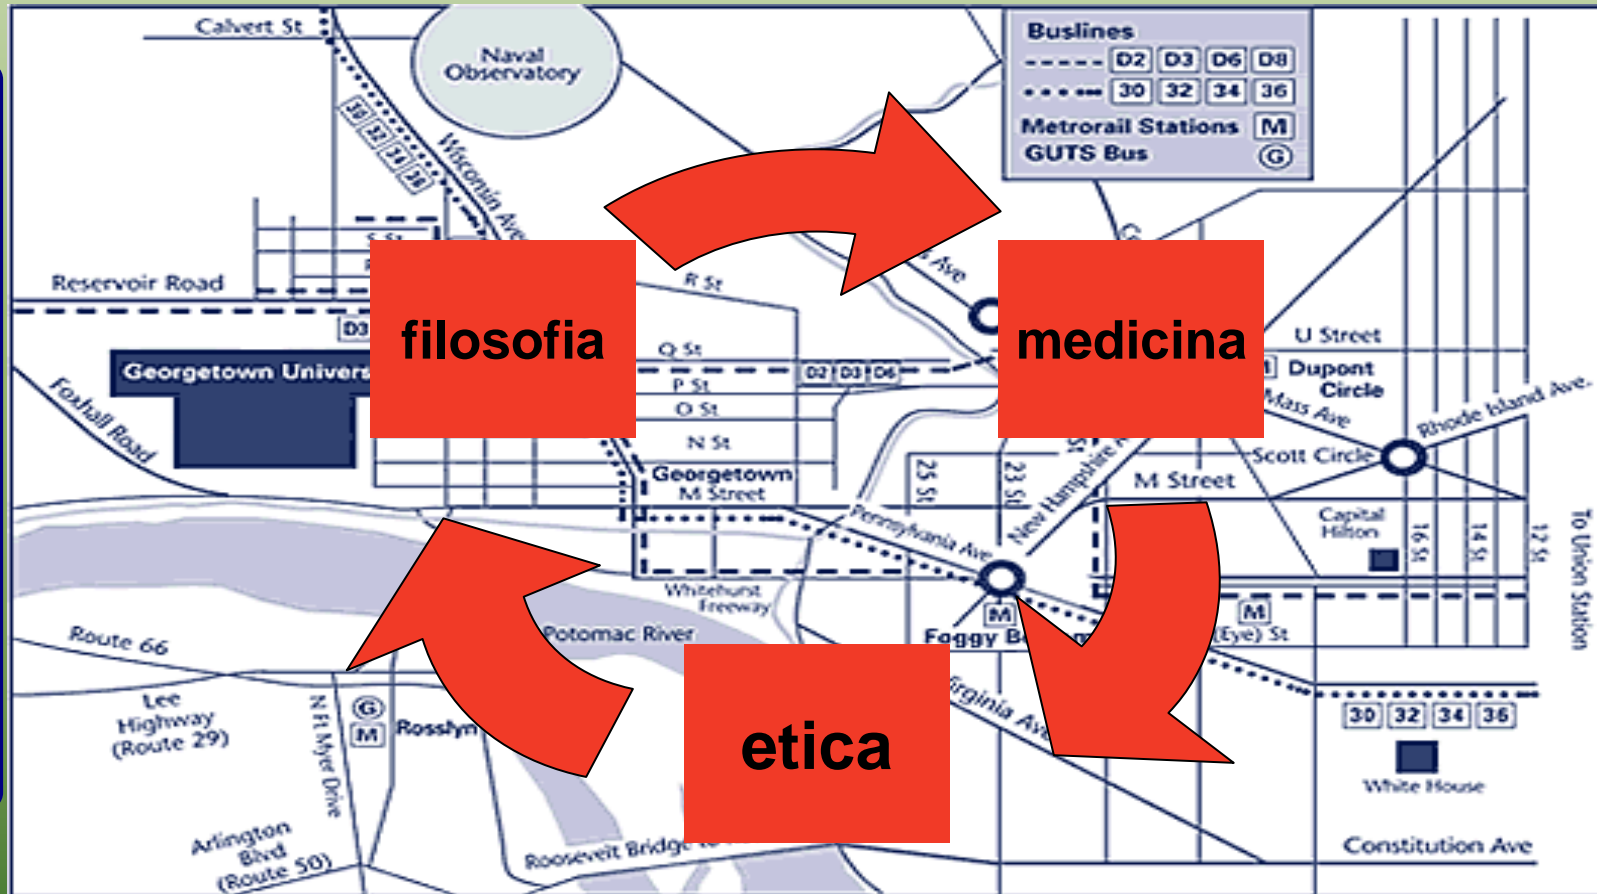 Calvert St
Naval
Observatory
Buslines
D2 D3 D6 D8
30 32 34 36
Metrorail Stations M
GUTS Bus G
30 32 34 36
Wisconsin Ave
S St
Ave
Reservoir Road
R St
D3
filosofia
medicina
U Street
Georgetown Univers
Q St
D2 D3 D6
P St
O St
N St
Dupont
Circle
Mass Ave
Rhode Island Ave.
Scott Circle
Foxhall Road
Georgetown
M Street
25 St
23 St
New Hampshire
M Street
Pennsylvania Ave
Capital
Hilton
16 St
14 St
12 St
To Union Station
Whitehurst
Freeway
M
Foggy B
M
(Eye) St
Potomac River
Route 66
Lee
Highway
(Route 29)
N Ft Myer Drive
G
M
Rosslyn
etica
Virginia Ave
30 32 34 36
White House
Arlington
Blvd
(Route 50)
Roosevelt Bridge
Constitution Ave